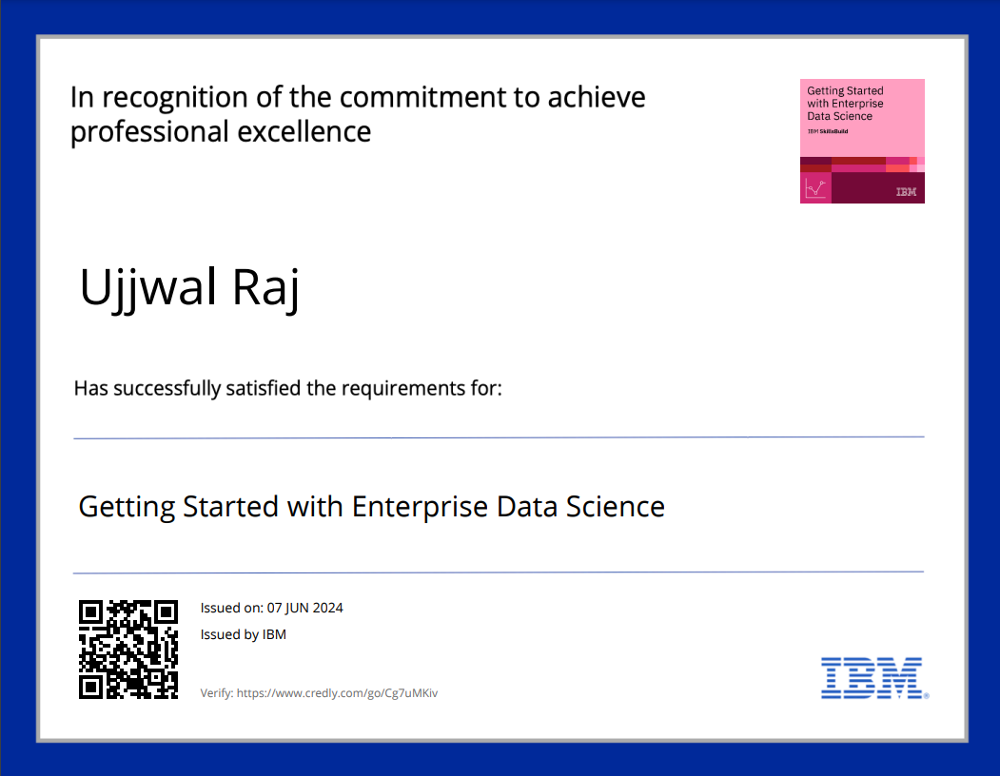 In recognition of the commitment to achieve
professional excellence
Getting Started
with Enterprise
Data Science
IBM SkillsBuild
IBM
Ujjwal Raj
Has successfully satisfied the requirements for:
Getting Started with Enterprise Data Science
Issued on: 07 JUN 2024
Issued by IBM
Verify: https://www.credly.com/go/Cg7uMKiv
IBM®